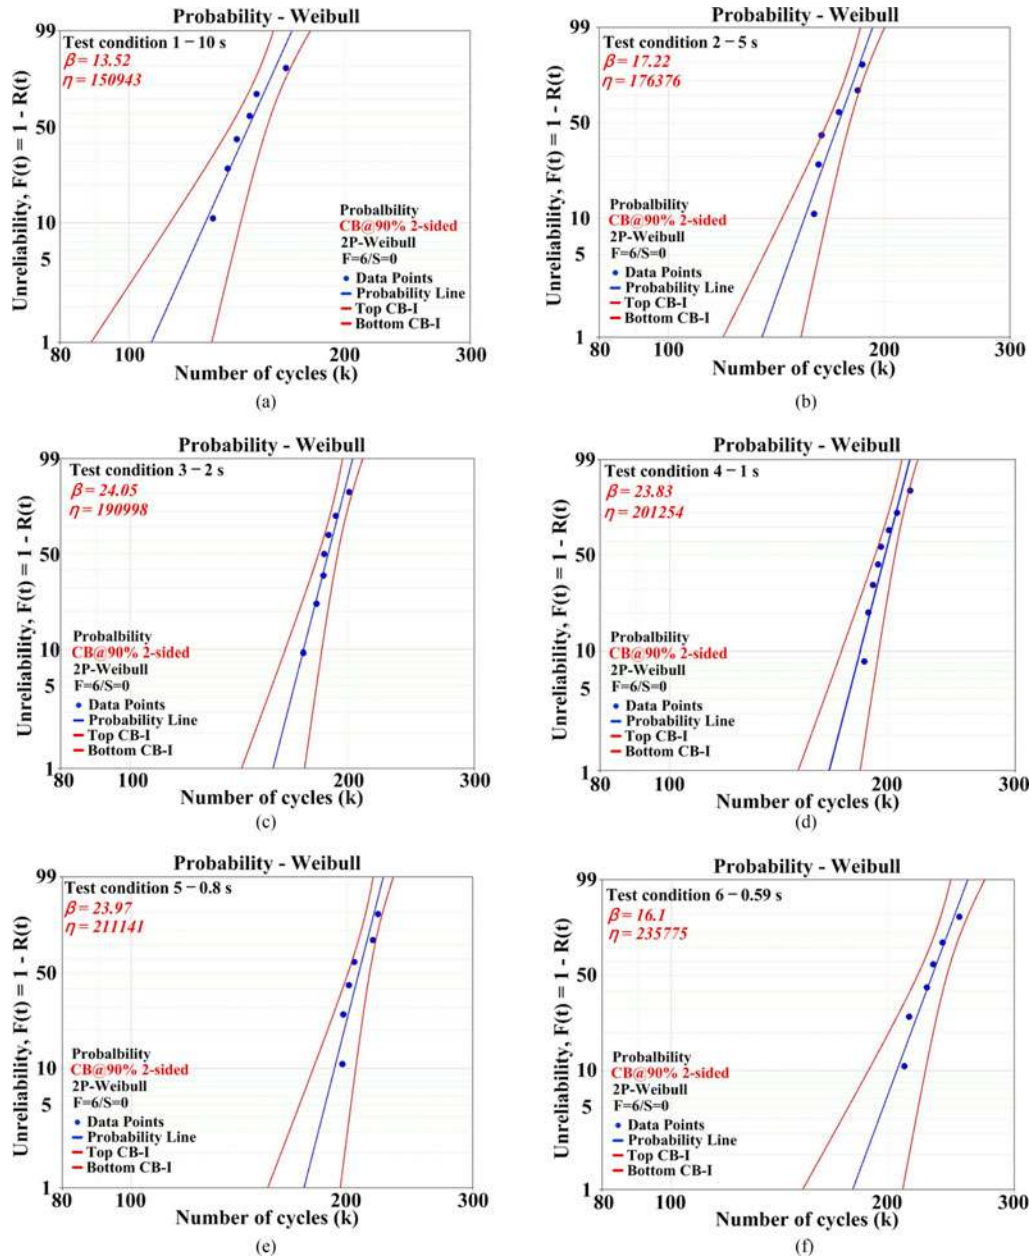 Probability - Weibull
Test condition 1 – 10 s
β = 13.52
η = 150943
Unreliability, F(t) = 1 - R(t)
99
50
10
5
1
Probalbility
CB@90% 2-sided
2P-Weibull
F=6/S=0
Data Points
Probability Line
Top CB-I
Bottom CB-I
80 100 200 300
Number of cycles (k)
(a)
Probability - Weibull
Test condition 2 – 5 s
β = 17.22
η = 176376
Unreliability, F(t) = 1 - R(t)
99
50
10
5
1
Probalbility
CB@90% 2-sided
2P-Weibull
F=6/S=0
Data Points
Probability Line
Top CB-I
Bottom CB-I
80 100 200 300
Number of cycles (k)
(b)
Probability - Weibull
Test condition 3 – 2 s
β = 24.05
η = 190998
Unreliability, F(t) = 1 - R(t)
99
50
10
5
1
Probalbility
CB@90% 2-sided
2P-Weibull
F=6/S=0
Data Points
Probability Line
Top CB-I
Bottom CB-I
80 100 200 300
Number of cycles (k)
(c)
Probability - Weibull
Test condition 4 – 1 s
β = 23.83
η = 201254
Unreliability, F(t) = 1 - R(t)
99
50
10
5
1
Probalbility
CB@90% 2-sided
2P-Weibull
F=6/S=0
Data Points
Probability Line
Top CB-I
Bottom CB-I
80 100 200 300
Number of cycles (k)
(d)
Probability - Weibull
Test condition 5 – 0.8 s
β = 23.97
η = 211141
Unreliability, F(t) = 1 - R(t)
99
50
10
5
1
Probalbility
CB@90% 2-sided
2P-Weibull
F=6/S=0
Data Points
Probability Line
Top CB-I
Bottom CB-I
80 100 200 300
Number of cycles (k)
(e)
Probability - Weibull
Test condition 6 – 0.59 s
β = 16.1
η = 235775
Unreliability, F(t) = 1 - R(t)
99
50
10
5
1
Probalbility
CB@90% 2-sided
2P-Weibull
F=6/S=0
Data Points
Probability Line
Top CB-I
Bottom CB-I
80 100 200 300
Number of cycles (k)
(f)